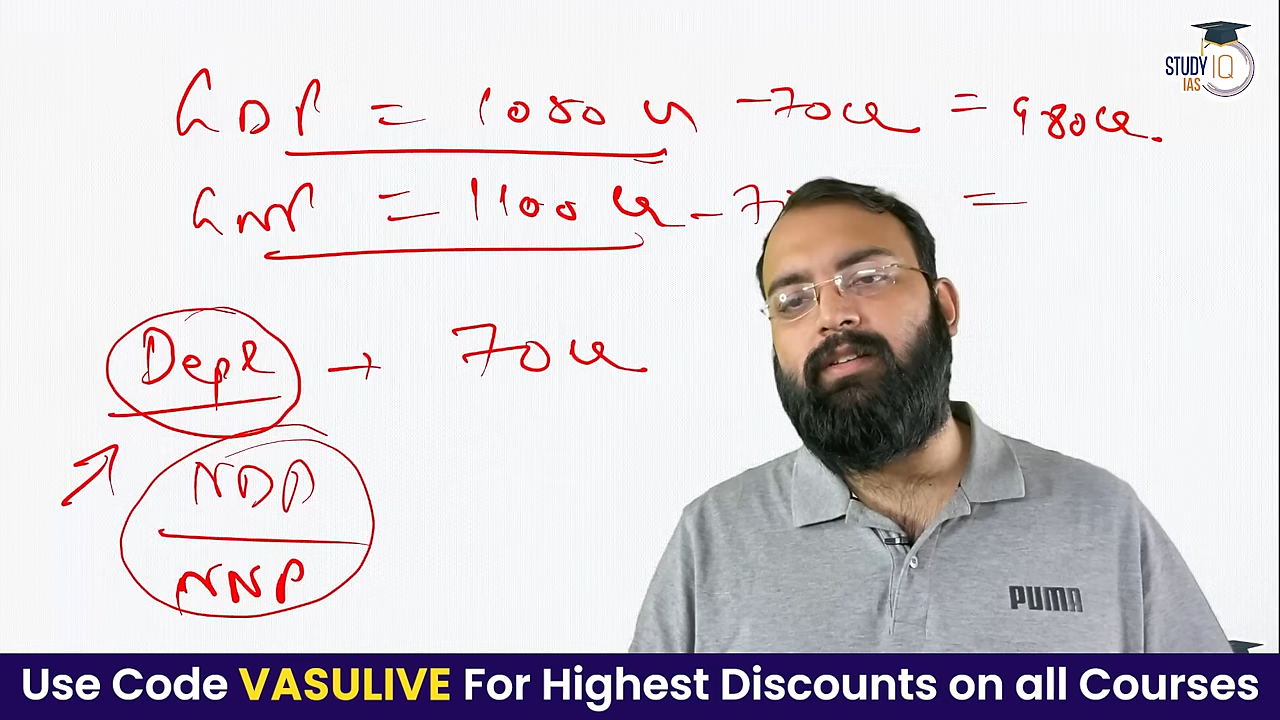 STUDY IQ
IAS
GDP = 1050 cr - 70 cr = 980 cr.
GNP = 1100 cr - 70 =
Depr → 70 cr
NDP
NNP
PUMA
Use Code VASULIVE For Highest Discounts on all Courses